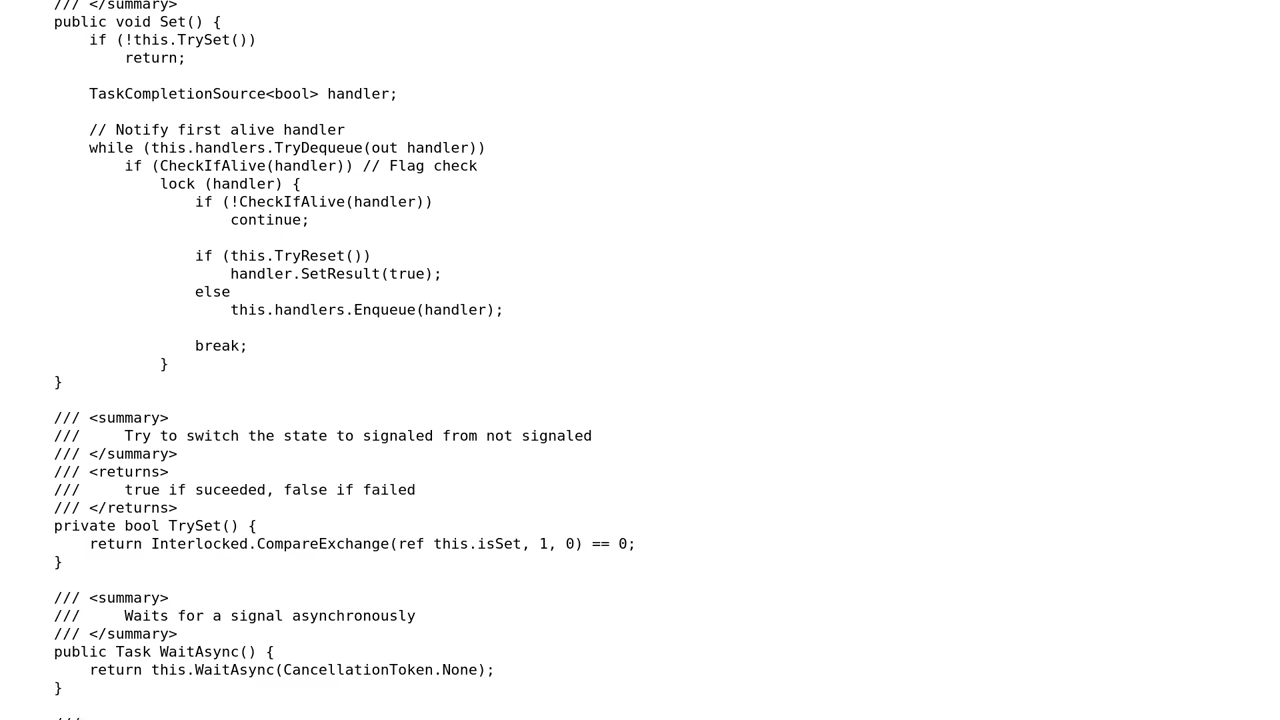 /// </summary>
public void Set() {
if (!this.TrySet())
return;
TaskCompletionSource<bool> handler;
// Notify first alive handler
while (this.handlers.TryDequeue(out handler))
if (CheckIfAlive(handler)) // Flag check
lock (handler) {
if (!CheckIfAlive(handler))
continue;
if (this.TryReset())
handler.SetResult(true);
else
this.handlers.Enqueue(handler);
break;
}
}
/// <summary>
///     Try to switch the state to signaled from not signaled
/// </summary>
/// <returns>
///     true if suceeded, false if failed
/// </returns>
private bool TrySet() {
return Interlocked.CompareExchange(ref this.isSet, 1, 0) == 0;
}
/// <summary>
///     Waits for a signal asynchronously
/// </summary>
public Task WaitAsync() {
return this.WaitAsync(CancellationToken.None);
}